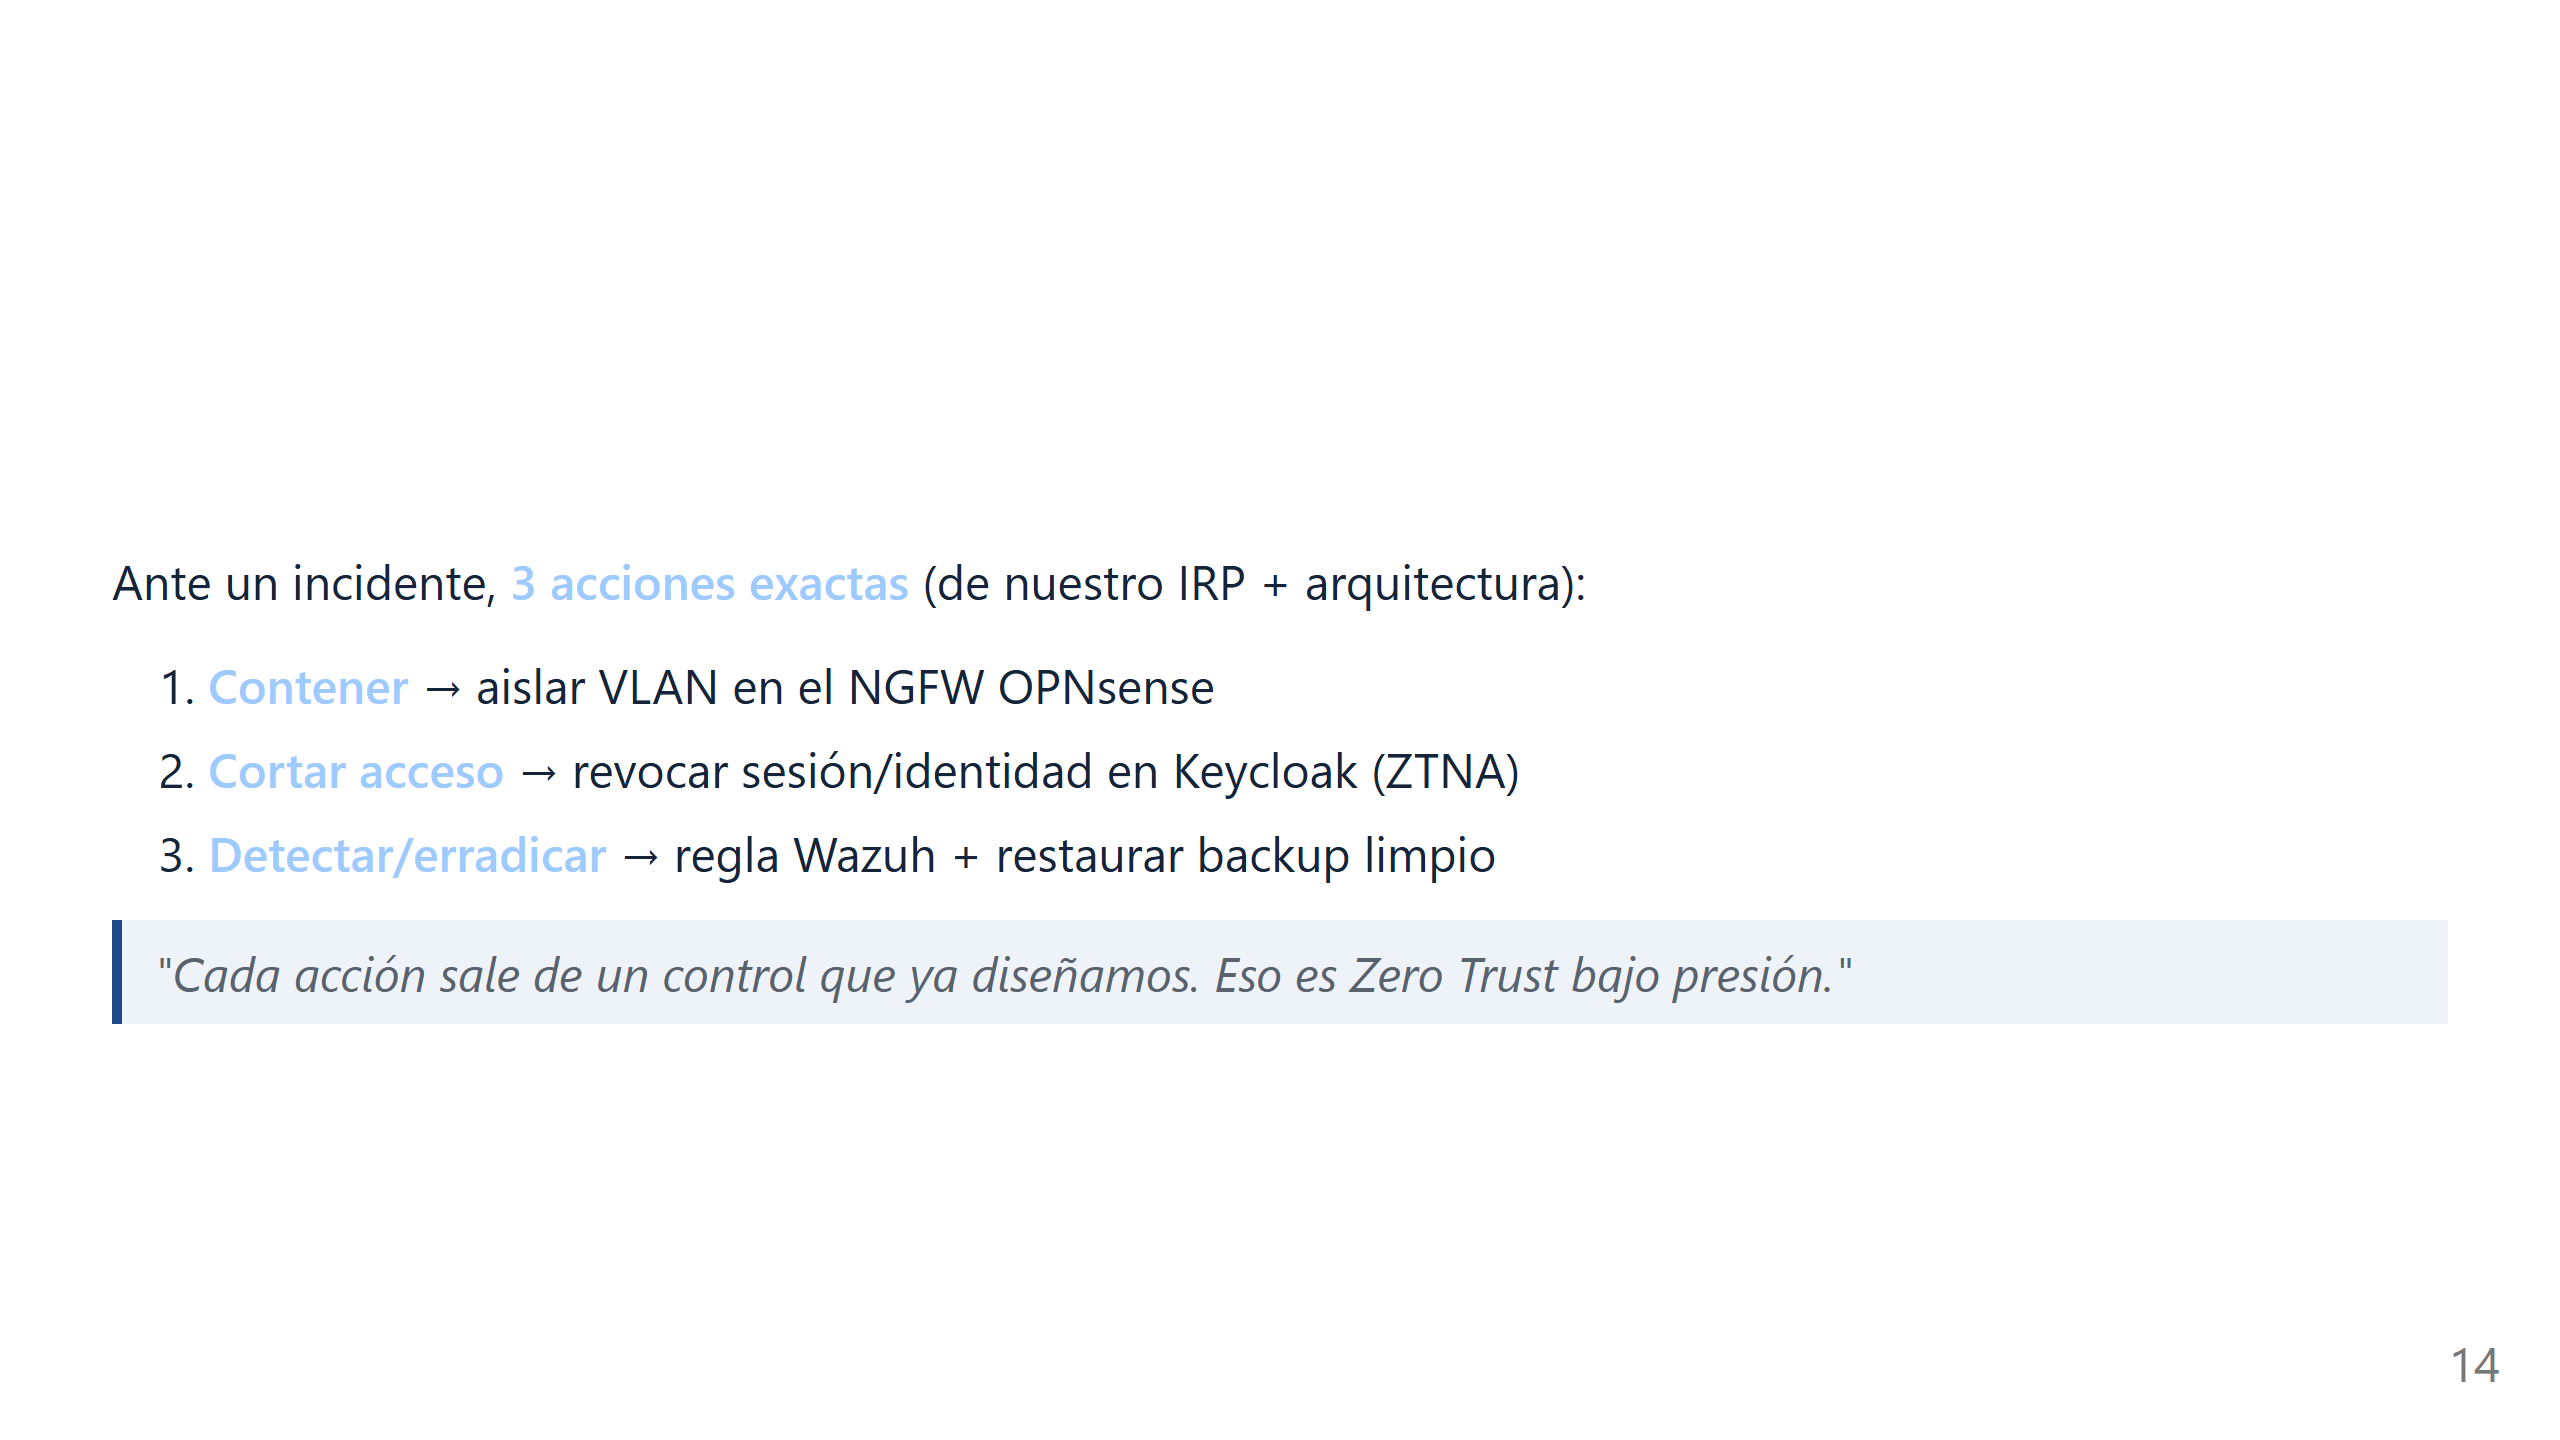 Ante un incidente, 3 acciones exactas (de nuestro IRP + arquitectura):
1. Contener → aislar VLAN en el NGFW OPNsense
2. Cortar acceso → revocar sesión/identidad en Keycloak (ZTNA)
3. Detectar/erradicar → regla Wazuh + restaurar backup limpio
"Cada acción sale de un control que ya diseñamos. Eso es Zero Trust bajo presión."
14